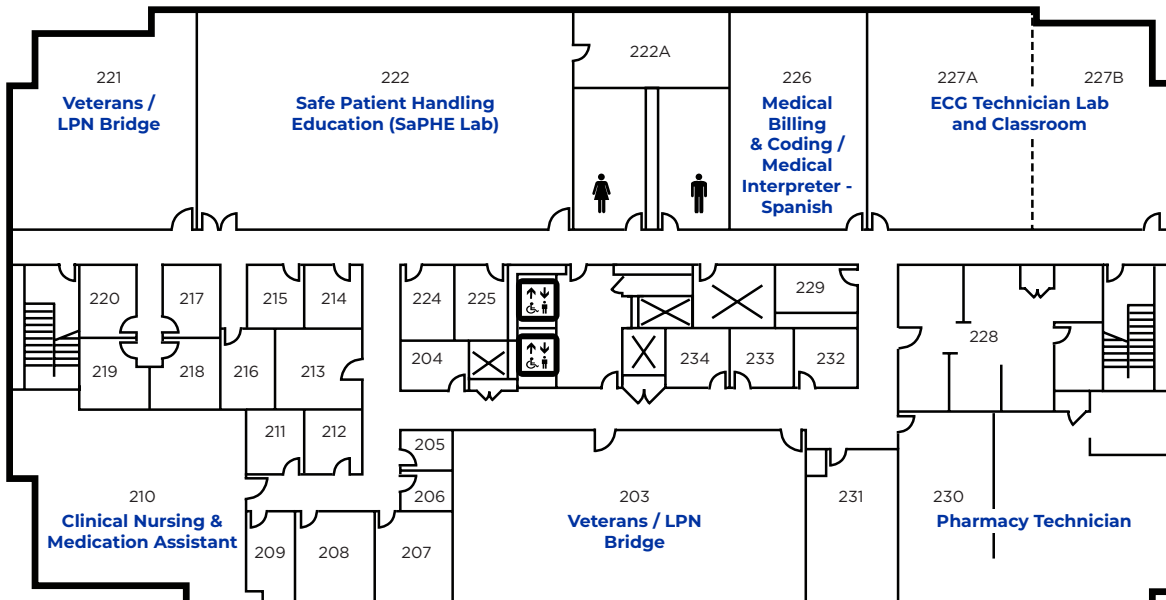 221
Veterans /
LPN Bridge
222
Safe Patient Handling
Education (SaPHE Lab)
222A
226
Medical
Billing
& Coding /
Medical
Interpreter -
Spanish
227A
227B
ECG Technician Lab
and Classroom
220
217
215
214
224
225
229
219
218
216
213
204
234
233
232
228
211
212
205
206
210
Clinical Nursing &
Medication Assistant
209
208
207
203
Veterans / LPN
Bridge
231
230
Pharmacy Technician